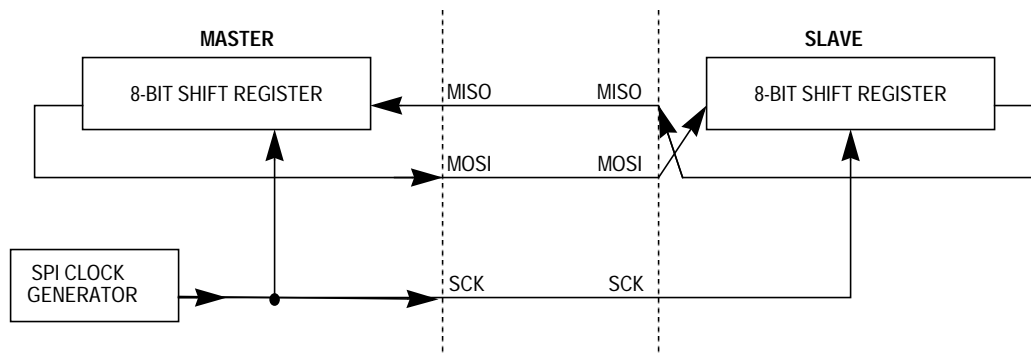 MASTER
SLAVE
8-BIT SHIFT REGISTER
MISO
MISO
8-BIT SHIFT REGISTER
MOSI
MOSI
SPI CLOCK
GENERATOR
SCK
SCK